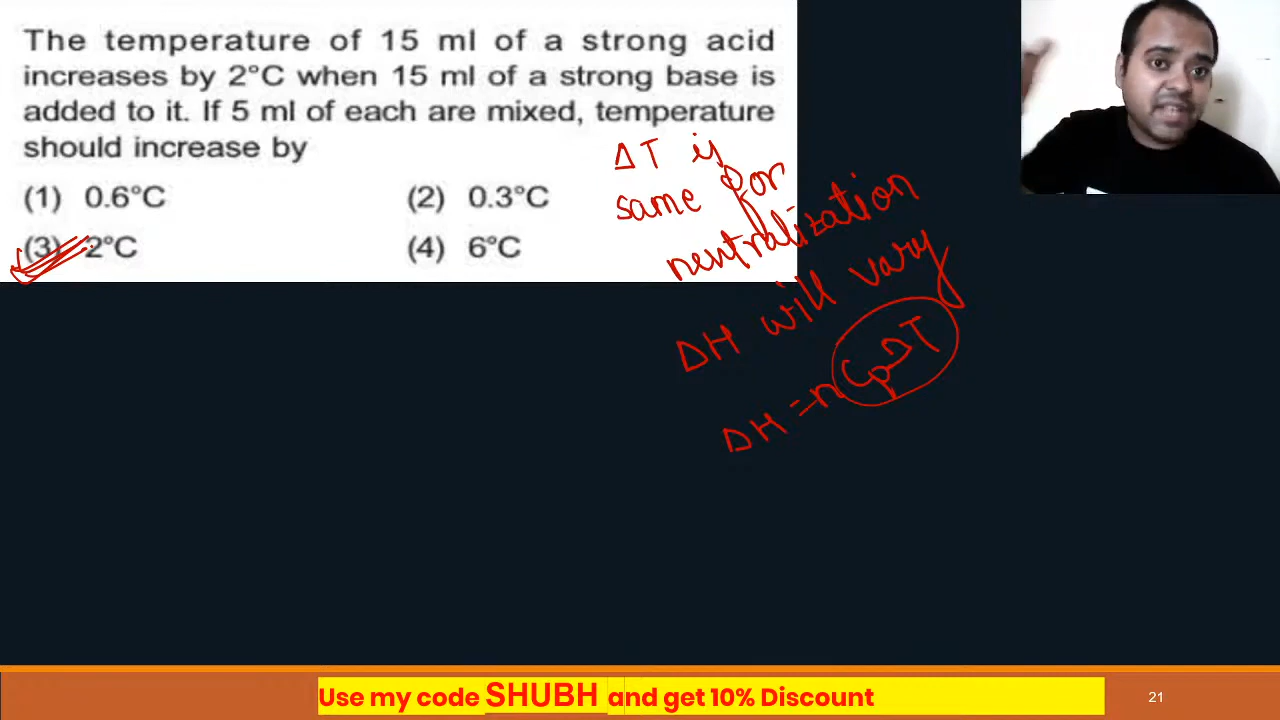 The temperature of 15 ml of a strong acid
increases by 2°C when 15 ml of a strong base is
added to it. If 5 ml of each are mixed, temperature
should increase by
(1) 0.6°C
(2) 0.3°C
(3) 2°C
(4) 6°C
ΔT is
same for
neutralization
ΔH will vary
ΔH = nCpΔT
Use my code SHUBH and get 10% Discount
21